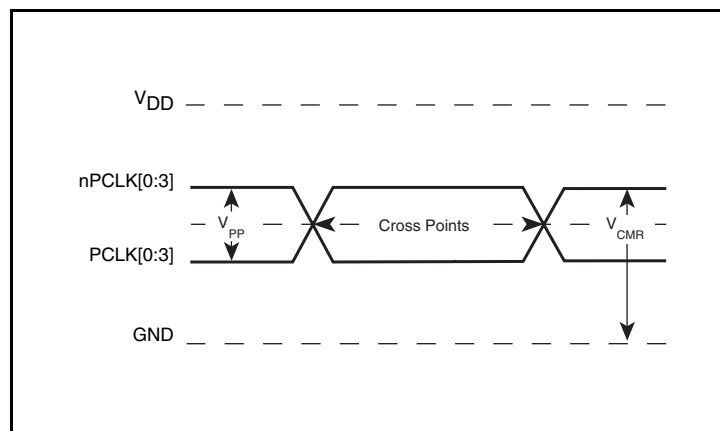 VDD
nPCLK[0:3]
VPP
Cross Points
VCMR
PCLK[0:3]
GND